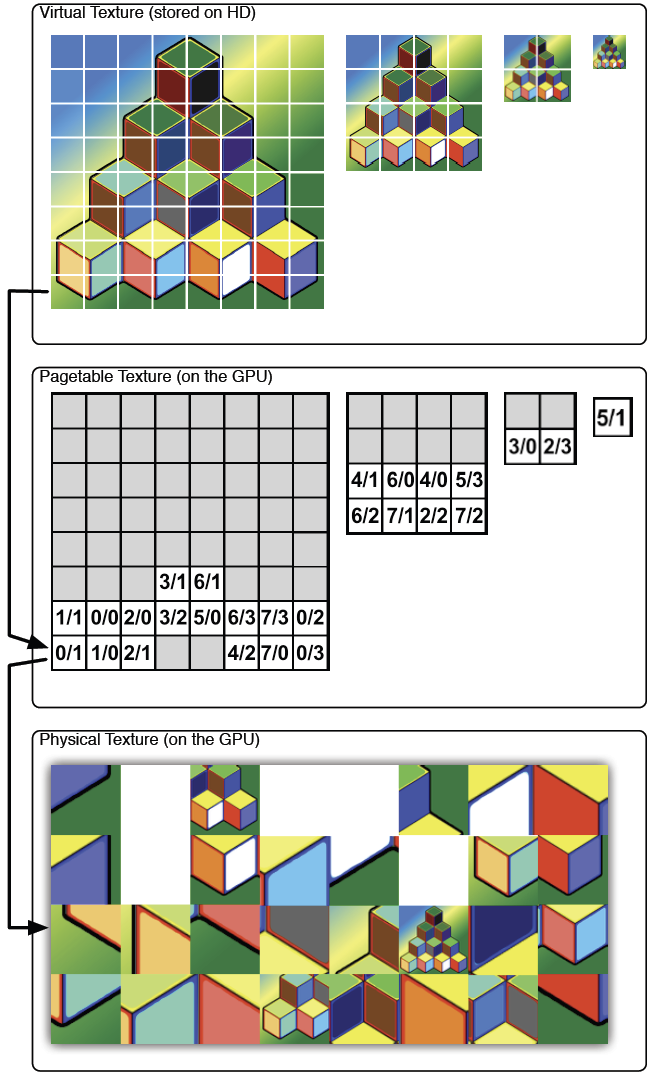 Virtual Texture (stored on HD)
Pagetable Texture (on the GPU)
5/1
3/0 2/3
4/1 6/0 4/0 5/3
6/2 7/1 2/2 7/2
3/1 6/1
1/1 0/0 2/0 3/2 5/0 6/3 7/3 0/2
0/1 1/0 2/1 4/2 7/0 0/3
Physical Texture (on the GPU)